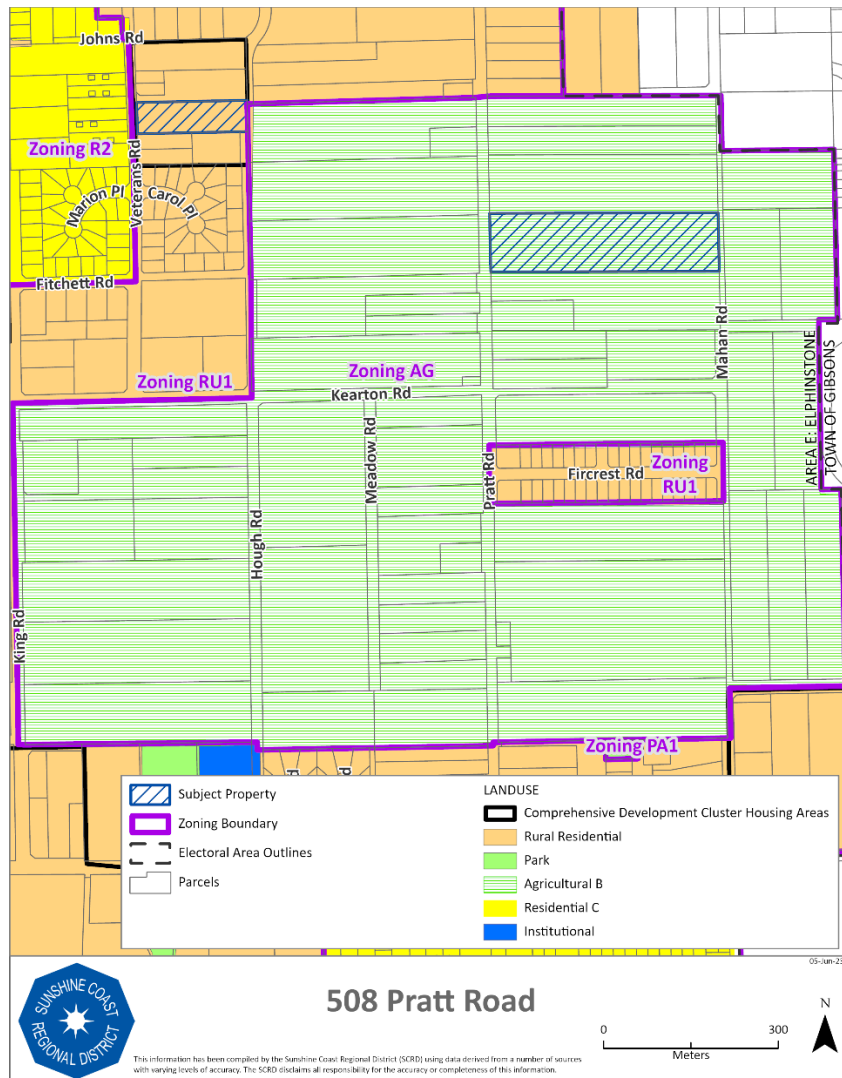 Johns Rd
Zoning R2
Veterans Rd
Marion Pl
Carol Pl
Fitchett Rd
Zoning RU1
Zoning AG
Kearton Rd
Mahan Rd
AREA E: ELPHINSTONE
TOWN OF GIBSONS
Meadow Rd
Pratt Rd
Fircrest Rd
Zoning
RU1
Hough Rd
King Rd
Zoning PA1
Subject Property
Zoning Boundary
Electoral Area Outlines
Parcels
LANDUSE
Comprehensive Development Cluster Housing Areas
Rural Residential
Park
Agricultural B
Residential C
Institutional
05-Jun-23
SUNSHINE COAST
REGIONAL DISTRICT
508 Pratt Road
N
0 300
Meters
This information has been compiled by the Sunshine Coast Regional District (SCRD) using data derived from a number of sources
with varying levels of accuracy. The SCRD disclaims all responsibility for the accuracy or completeness of this information.